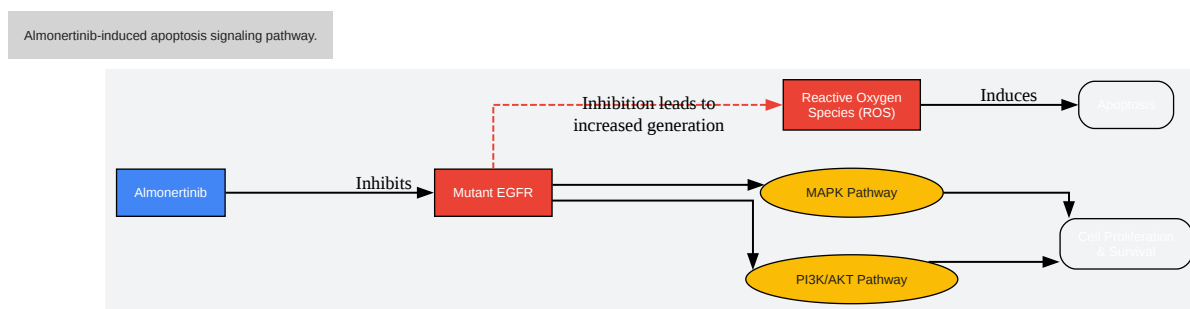 Almonertinib-induced apoptosis signaling pathway.
Inhibition leads to
increased generation
Reactive Oxygen
Species (ROS)
Induces
Apoptosis
Almonertinib
Inhibits
Mutant EGFR
MAPK Pathway
Cell Proliferation
& Survival
PI3K/AKT Pathway